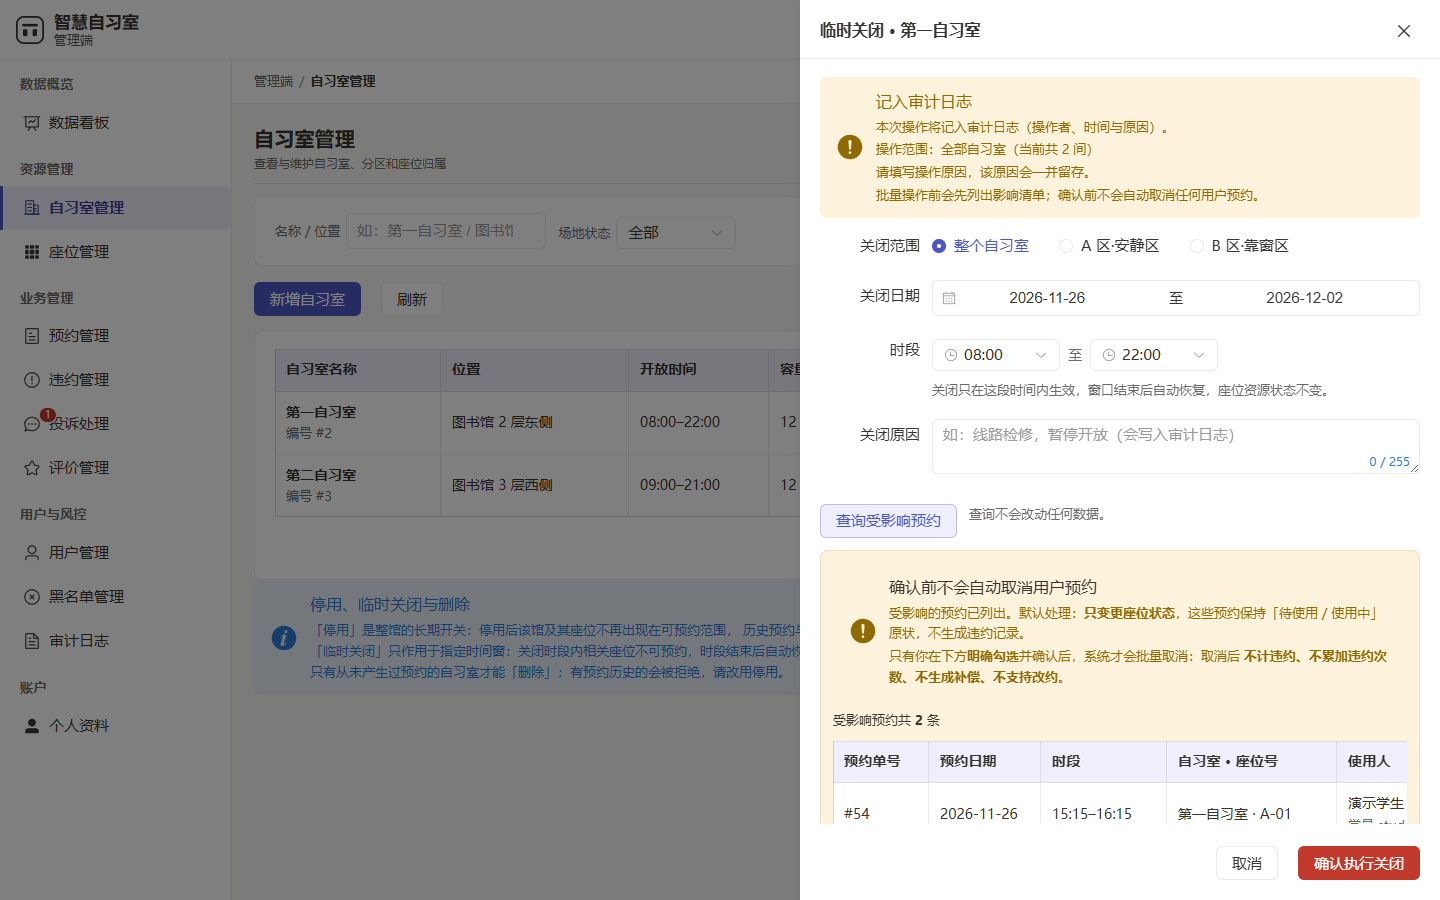 智慧自习室
管理端
数据概览
数据看板
资源管理
自习室管理
座位管理
业务管理
预约管理
违约管理
1
投诉处理
评价管理
用户与风控
用户管理
黑名单管理
审计日志
账户
个人资料
管理端 / 自习室管理
自习室管理
查看与维护自习室、分区和座位归属
名称 / 位置 如：第一自习室 / 图书馆 场地状态 全部
新增自习室 刷新
自习室名称 位置 开放时间 容量
第一自习室
编号 #2
图书馆 2 层东侧 08:00–22:00 12
第二自习室
编号 #3
图书馆 3 层西侧 09:00–21:00 12
停用、临时关闭与删除
「停用」是整馆的长期开关：停用后该馆及其座位不再出现在可预约范围， 历史预约
「临时关闭」只作用于指定时间窗：关闭时段内相关座位不可预约，时段结束后自动恢
只有从未产生过预约的自习室才能「删除」；有预约历史的会被拒绝，请改用停用。
临时关闭 • 第一自习室
记入审计日志
本次操作将记入审计日志（操作者、时间与原因）。
操作范围：全部自习室（当前共 2 间）
请填写操作原因，该原因会一并留存。
批量操作前会先列出影响清单；确认前不会自动取消任何用户预约。
关闭范围 整个自习室 A 区·安静区 B 区·靠窗区
关闭日期 2026-11-26 至 2026-12-02
时段 08:00 至 22:00
关闭只在这段时间内生效，窗口结束后自动恢复，座位资源状态不变。
关闭原因 如：线路检修，暂停开放（会写入审计日志）
0 / 255
查询受影响预约 查询不会改动任何数据。
确认前不会自动取消用户预约
受影响的预约已列出。默认处理：只变更座位状态，这些预约保持「待使用 / 使用中」
原状，不生成违约记录。
只有你在下方明确勾选并确认后，系统才会批量取消：取消后 不计违约、不累加违约次
数、不生成补偿、不支持改约。
受影响预约共 2 条
预约单号 预约日期 时段 自习室 • 座位号 使用人
#54 2026-11-26 15:15–16:15 第一自习室 · A-01 演示学生
取消 确认执行关闭